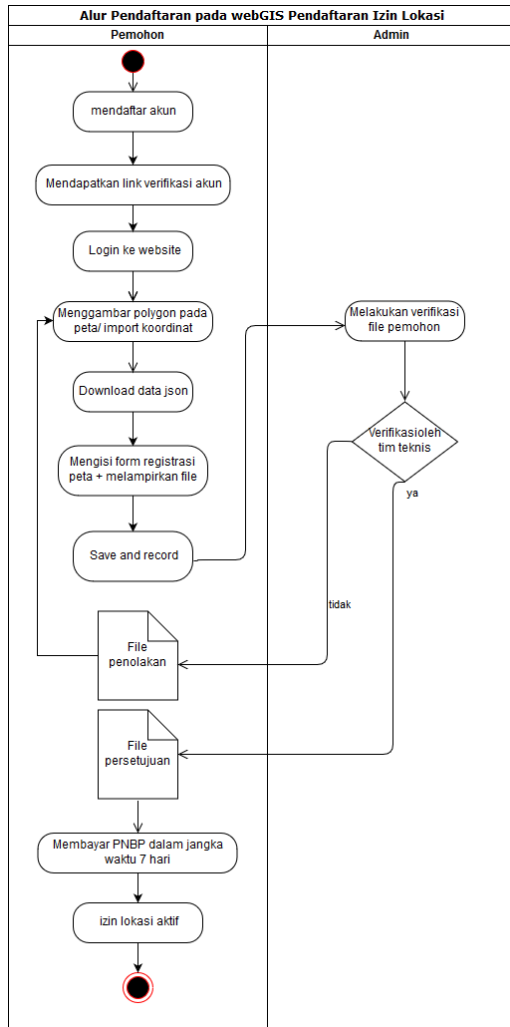 Alur Pendaftaran pada webGIS Pendaftaran Izin Lokasi
Pemohon
Admin
mendaftar akun
Mendapatkan link verifikasi akun
Login ke website
Menggambar polygon pada
peta/ import koordinat
Melakukan verifikasi
file pemohon
Download data json
Verifikasioleh
tim teknis
Mengisi form registrasi
peta + melampirkan file
ya
Save and record
tidak
File
penolakan
File
persetujuan
Membayar PNBP dalam jangka
waktu 7 hari
izin lokasi aktif